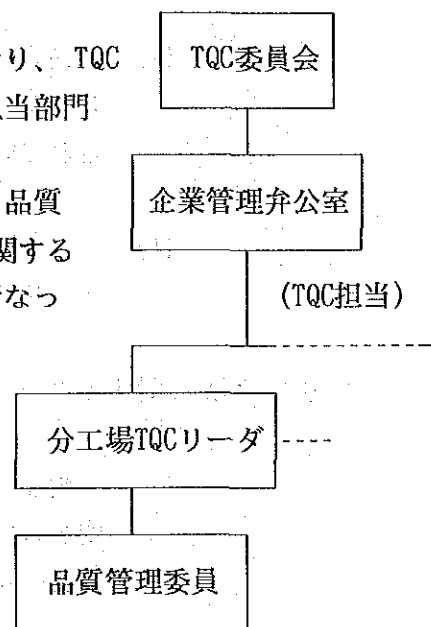 り、TQC
当部門
品質
関する
なっ
TQC委員会
企業管理弁公室
(TQC担当)
分工場TQCリーダ
品質管理委員